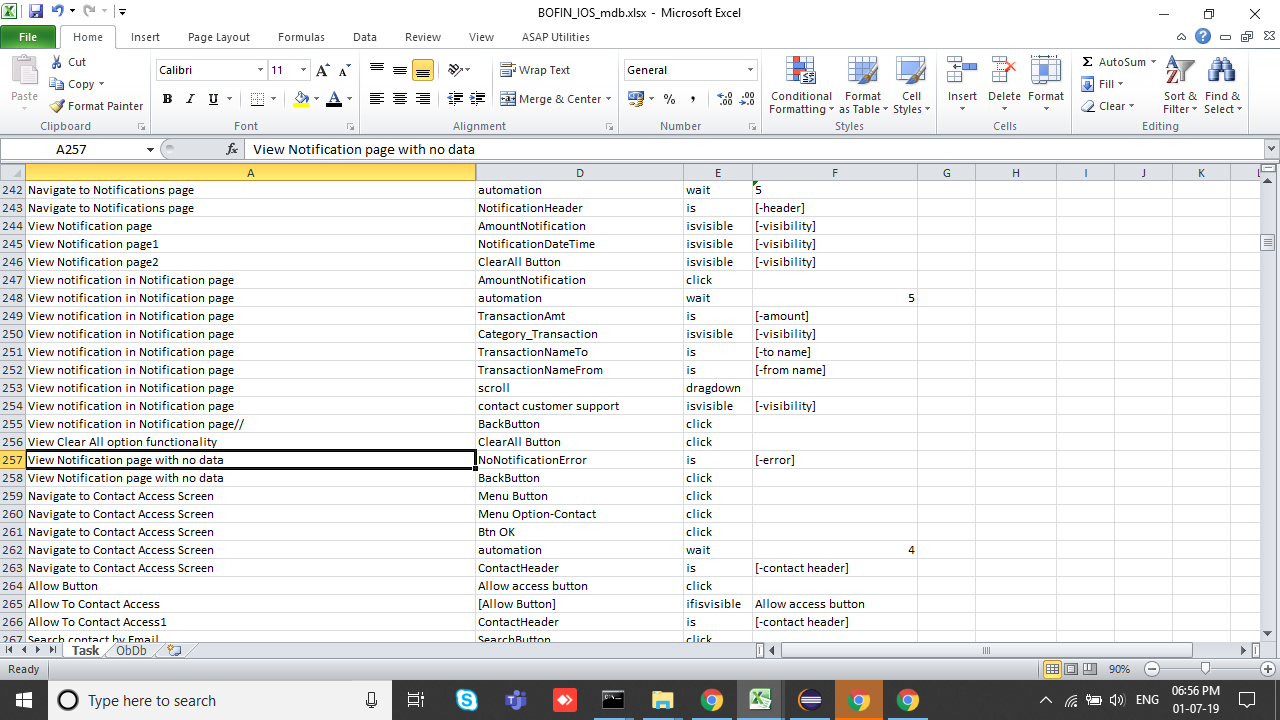 BOFIN_IOS_mdb.xlsx - Microsoft Excel
File Home Insert Page Layout Formulas Data Review View ASAP Utilities
Cut Calibri 11 Wrap Text General AutoSum
Paste Copy Merge & Center Conditional Formatting Format as Table Cell Styles Insert Delete Format Fill Sort & Filter Find & Select
Format Painter B I U Clear
Clipboard Font Alignment Number Styles Cells Editing
A257 fx View Notification page with no data
A D E F G H I J K L
242 Navigate to Notifications page automation wait 5
243 Navigate to Notifications page NotificationHeader is [-header]
244 View Notification page AmountNotification isvisible [-visibility]
245 View Notification page1 NotificationDateTime isvisible [-visibility]
246 View Notification page2 ClearAll Button isvisible [-visibility]
247 View notification in Notification page AmountNotification click
248 View notification in Notification page automation wait 5
249 View notification in Notification page TransactionAmt is [-amount]
250 View notification in Notification page Category_Transaction isvisible [-visibility]
251 View notification in Notification page TransactionNameTo is [-to name]
252 View notification in Notification page TransactionNameFrom is [-from name]
253 View notification in Notification page scroll dragdown
254 View notification in Notification page contact customer support isvisible [-visibility]
255 View notification in Notification page// BackButton click
256 View Clear All option functionality ClearAll Button click
257 View Notification page with no data NoNotificationError is [-error]
258 View Notification page with no data BackButton click
259 Navigate to Contact Access Screen Menu Button click
260 Navigate to Contact Access Screen Menu Option-Contact click
261 Navigate to Contact Access Screen Btn OK click
262 Navigate to Contact Access Screen automation wait 4
263 Navigate to Contact Access Screen ContactHeader is [-contact header]
264 Allow Button Allow access button click
265 Allow To Contact Access [Allow Button] ifisvisible Allow access button
266 Allow To Contact Access1 ContactHeader is [-contact header]
267 Search contact by Email SearchButton click
Task ObDb
Ready 90%
Type here to search ENG 06:56 PM
01-07-19